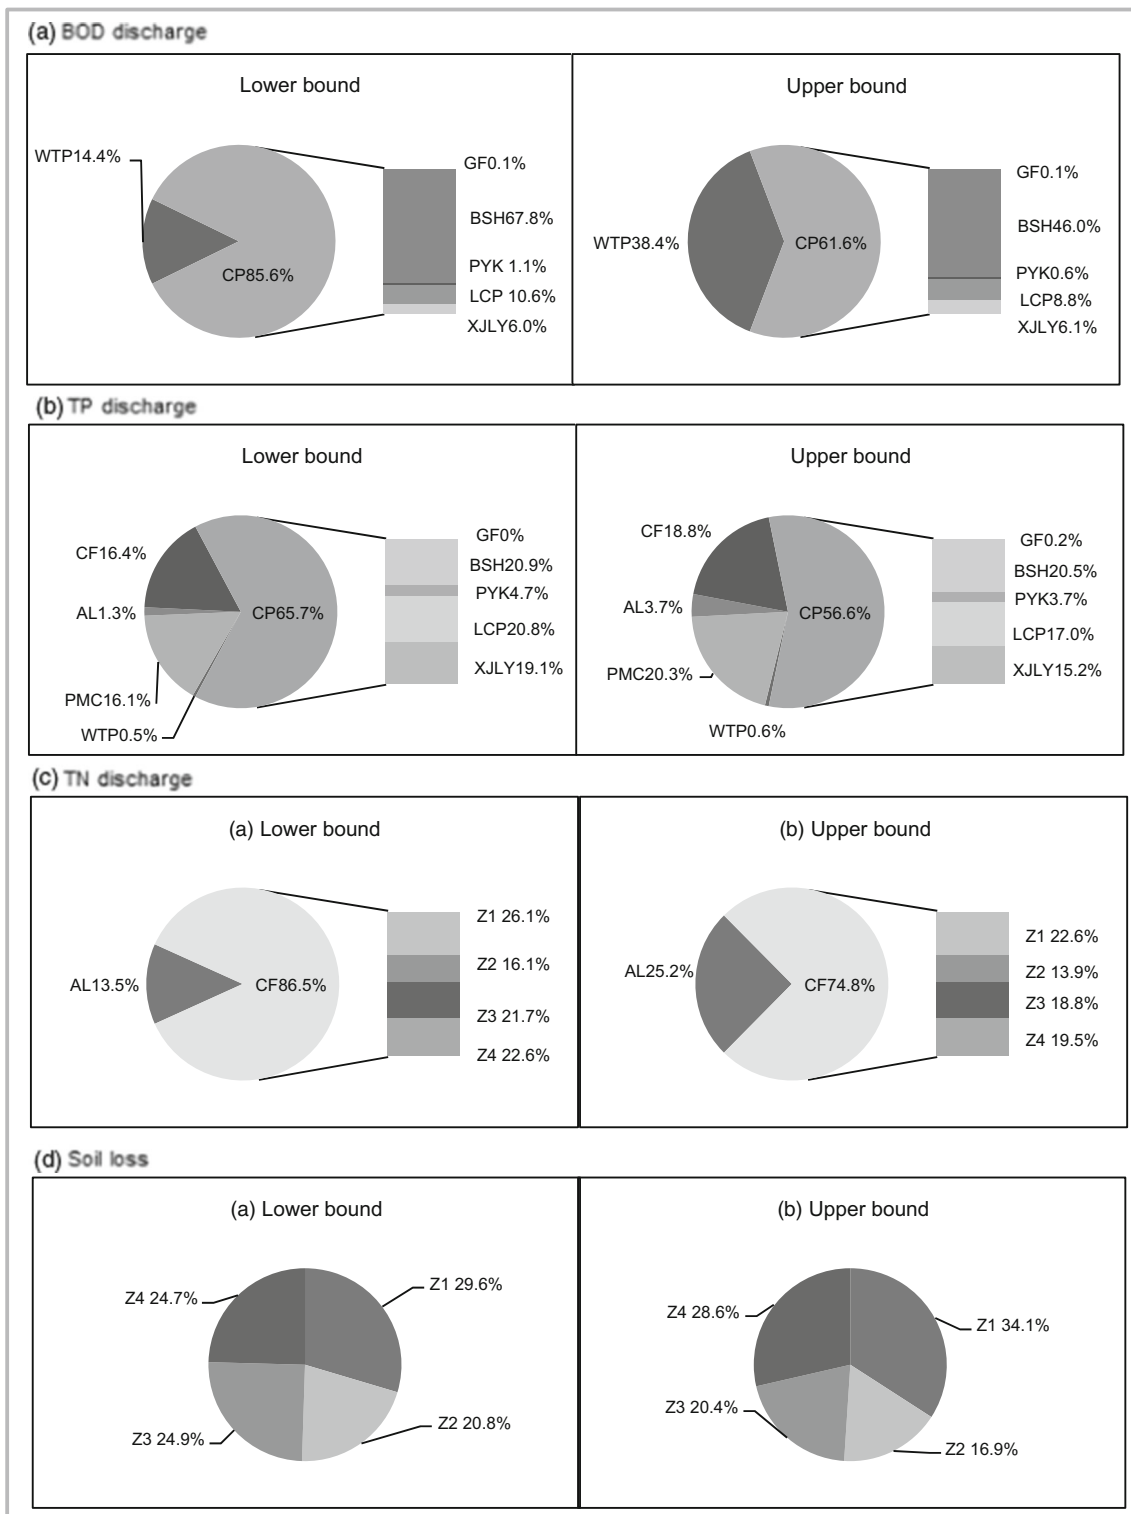 (a) BOD discharge
Lower bound
WTP14.4%
CP85.6%
GF0.1%
BSH67.8%
PYK 1.1%
LCP 10.6%
XJLY6.0%
Upper bound
WTP38.4%
CP61.6%
GF0.1%
BSH46.0%
PYK0.6%
LCP8.8%
XJLY6.1%
(b) TP discharge
Lower bound
CF16.4%
AL1.3%
PMC16.1%
WTP0.5%
CP65.7%
GF0%
BSH20.9%
PYK4.7%
LCP20.8%
XJLY19.1%
Upper bound
CF18.8%
AL3.7%
PMC20.3%
WTP0.6%
CP56.6%
GF0.2%
BSH20.5%
PYK3.7%
LCP17.0%
XJLY15.2%
(c) TN discharge
(a) Lower bound
AL13.5%
CF86.5%
Z1 26.1%
Z2 16.1%
Z3 21.7%
Z4 22.6%
(b) Upper bound
AL25.2%
CF74.8%
Z1 22.6%
Z2 13.9%
Z3 18.8%
Z4 19.5%
(d) Soil loss
(a) Lower bound
Z4 24.7%
Z1 29.6%
Z3 24.9%
Z2 20.8%
(b) Upper bound
Z4 28.6%
Z1 34.1%
Z3 20.4%
Z2 16.9%